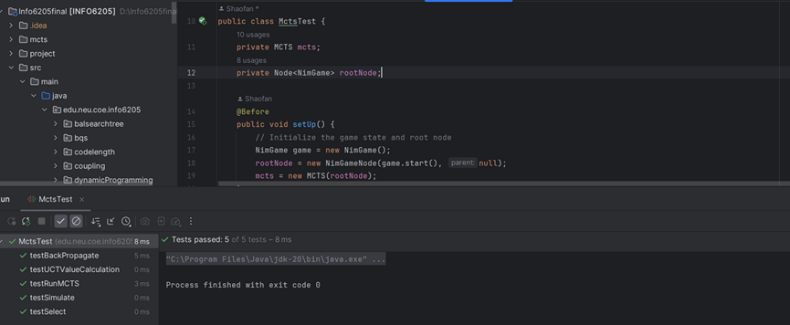 Info6205final [INFO6205] D:\Info6205final
.idea
mcts
project
src
main
java
edu.neu.coe.info6205
balsearchtree
bqs
codelength
coupling
dynamicProgramming
Shaofan *
10 public class MctsTest {
10 usages
11 private MCTS mcts;
8 usages
12 private Node<NimGame> rootNode;
13
Shaofan
14 @Before
15 public void setUp() {
16 // Initialize the game state and root node
17 NimGame game = new NimGame();
18 rootNode = new NimGameNode(game.start(), parent: null);
19 mcts = new MCTS(rootNode);
un MctsTest
MctsTest (edu.neu.coe.info6205 8 ms
testBackPropagate 5 ms
testUCTValueCalculation 0 ms
testRunMCTS 3 ms
testSimulate 0 ms
testSelect 0 ms
Tests passed: 5 of 5 tests – 8 ms
"C:\Program Files\Java\jdk-20\bin\java.exe" ...
Process finished with exit code 0